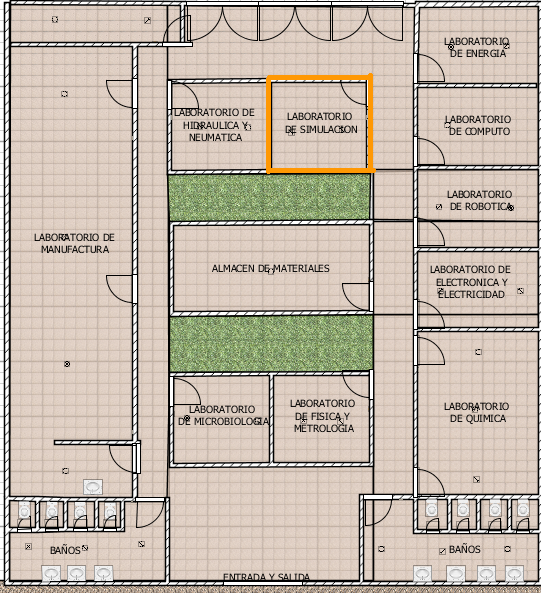 LABORATORIO
DE ENERGIA
LABORATORIO DE
HIDRAULICA Y
NEUMATICA
LABORATORIO
DE SIMULACION
LABORATORIO
DE COMPUTO
LABORATORIO
DE ROBOTICA
LABORATORIO DE
MANUFACTURA
ALMACEN DE MATERIALES
LABORATORIO DE
ELECTRONICA Y
ELECTRICIDAD
LABORATORIO
DE MICROBIOLOGIA
LABORATORIO
DE FISICA Y
METROLOGIA
LABORATORIO
DE QUIMICA
BAÑOS
BAÑOS
ENTRADA Y SALIDA